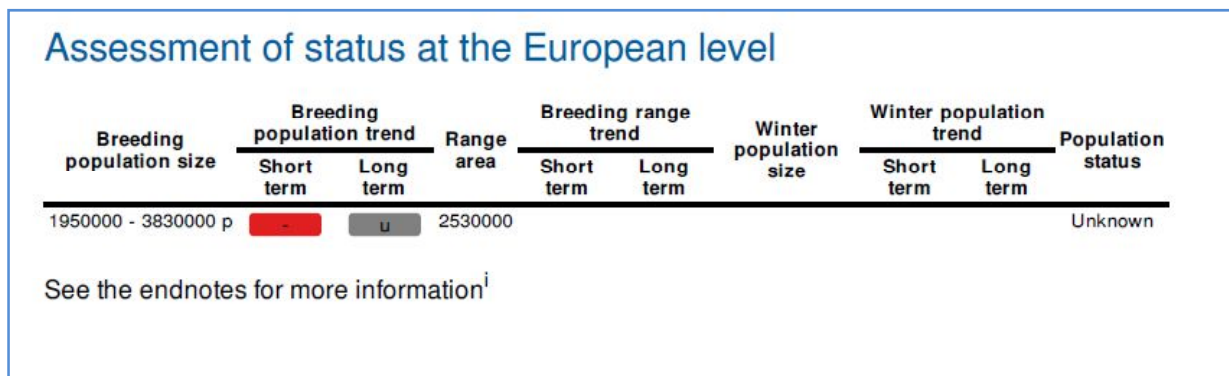 Assessment of status at the European level
Breeding population size
Breeding population trend
Short term
Long term
Range area
Breeding range trend
Short term
Long term
Winter population size
Winter population trend
Short term
Long term
Population status
1950000 - 3830000 p
-
u
2530000
Unknown
See the endnotes for more informationⁱ